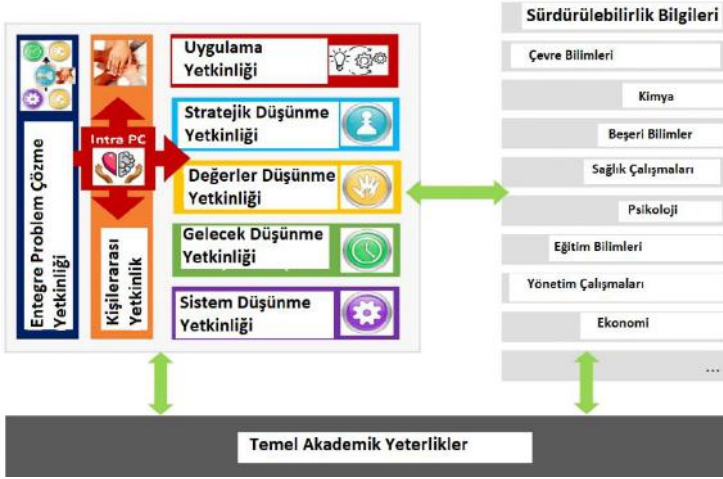 Entegre Problem Çözme
Yetkinliği
Kişilerarası
Yetkinlik
Intra PC
Uygulama
Yetkinliği
Stratejik Düşünme
Yetkinliği
Değerler Düşünme
Yetkinliği
Gelecek Düşünme
Yetkinliği
Sistem Düşünme
Yetkinliği
Sürdürülebilirlik Bilgileri
Çevre Bilimleri
Kimya
Beşeri Bilimler
Sağlık Çalışmaları
Psikoloji
Eğitim Bilimleri
Yönetim Çalışmaları
Ekonomi
...
Temel Akademik Yeterlikler